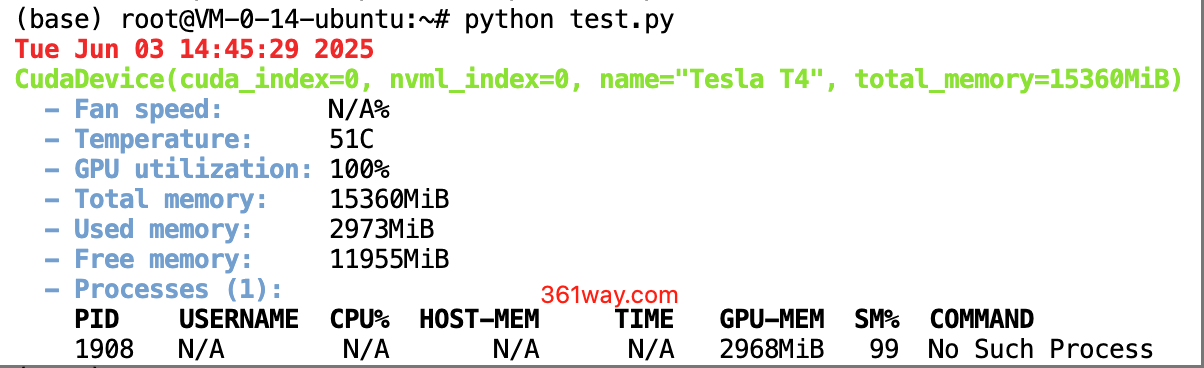 (base) root@VM-0-14-ubuntu:~# python test.py
Tue Jun 03 14:45:29 2025
CudaDevice(cuda_index=0, nvml_index=0, name="Tesla T4", total_memory=15360MiB)
- Fan speed: N/A%
- Temperature: 51C
- GPU utilization: 100%
- Total memory: 15360MiB
- Used memory: 2973MiB
- Free memory: 11955MiB
- Processes (1):
361way.com
PID USERNAME CPU% HOST-MEM TIME GPU-MEM SM% COMMAND
1908 N/A N/A N/A N/A 2968MiB 99 No Such Process